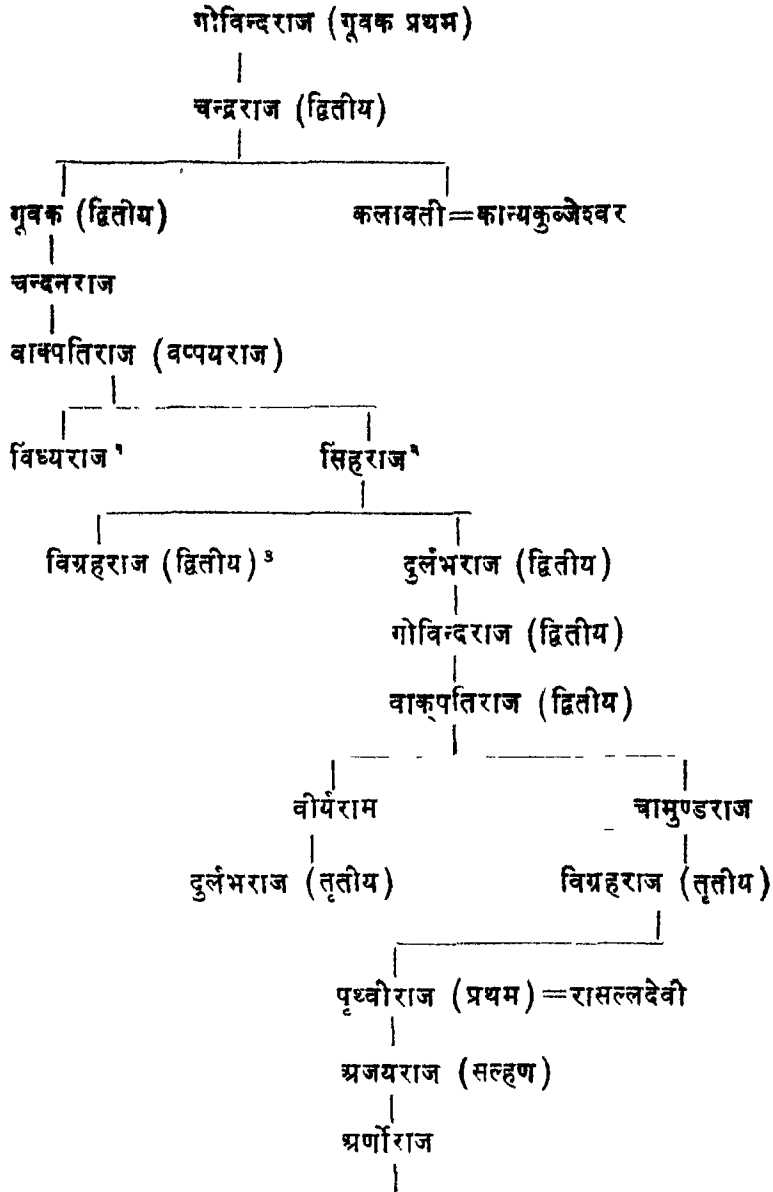 गोविन्दराज (गूवक प्रथम)
चन्द्रराज (द्वितीय)
गूवक (द्वितीय) कलावती=कान्यकुब्जेश्वर
चन्दनराज
वाक्पतिराज (वप्पयराज)
विंध्यराज¹ सिंहराज²
विग्रहराज (द्वितीय)³ दुर्लभराज (द्वितीय)
गोविन्दराज (द्वितीय)
वाक्पतिराज (द्वितीय)
वीर्यराम चामुण्डराज
दुर्लभराज (तृतीय) विग्रहराज (तृतीय)
पृथ्वीराज (प्रथम)=रासल्लदेवी
अजयराज (सल्हण)
अर्णोराज